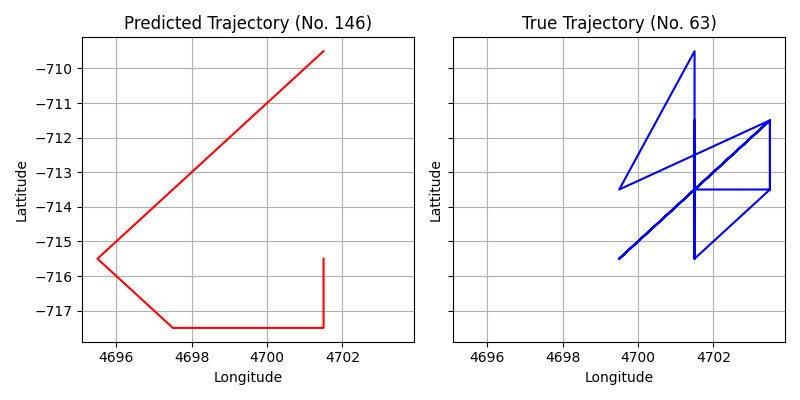 Predicted Trajectory (No. 146)
True Trajectory (No. 63)
Lattitude
−710
−711
−712
−713
−714
−715
−716
−717
4696
4698
4700
4702
Longitude
Lattitude
4696
4698
4700
4702
Longitude